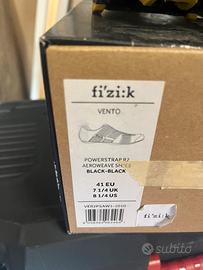 fi'zi:k
VENTO
POWERSTRAP R2
AEROWEAVE SHOES
BLACK-BLACK
41 EU
7 1/4 UK
8 1/4 US
fi'zi:k
subito